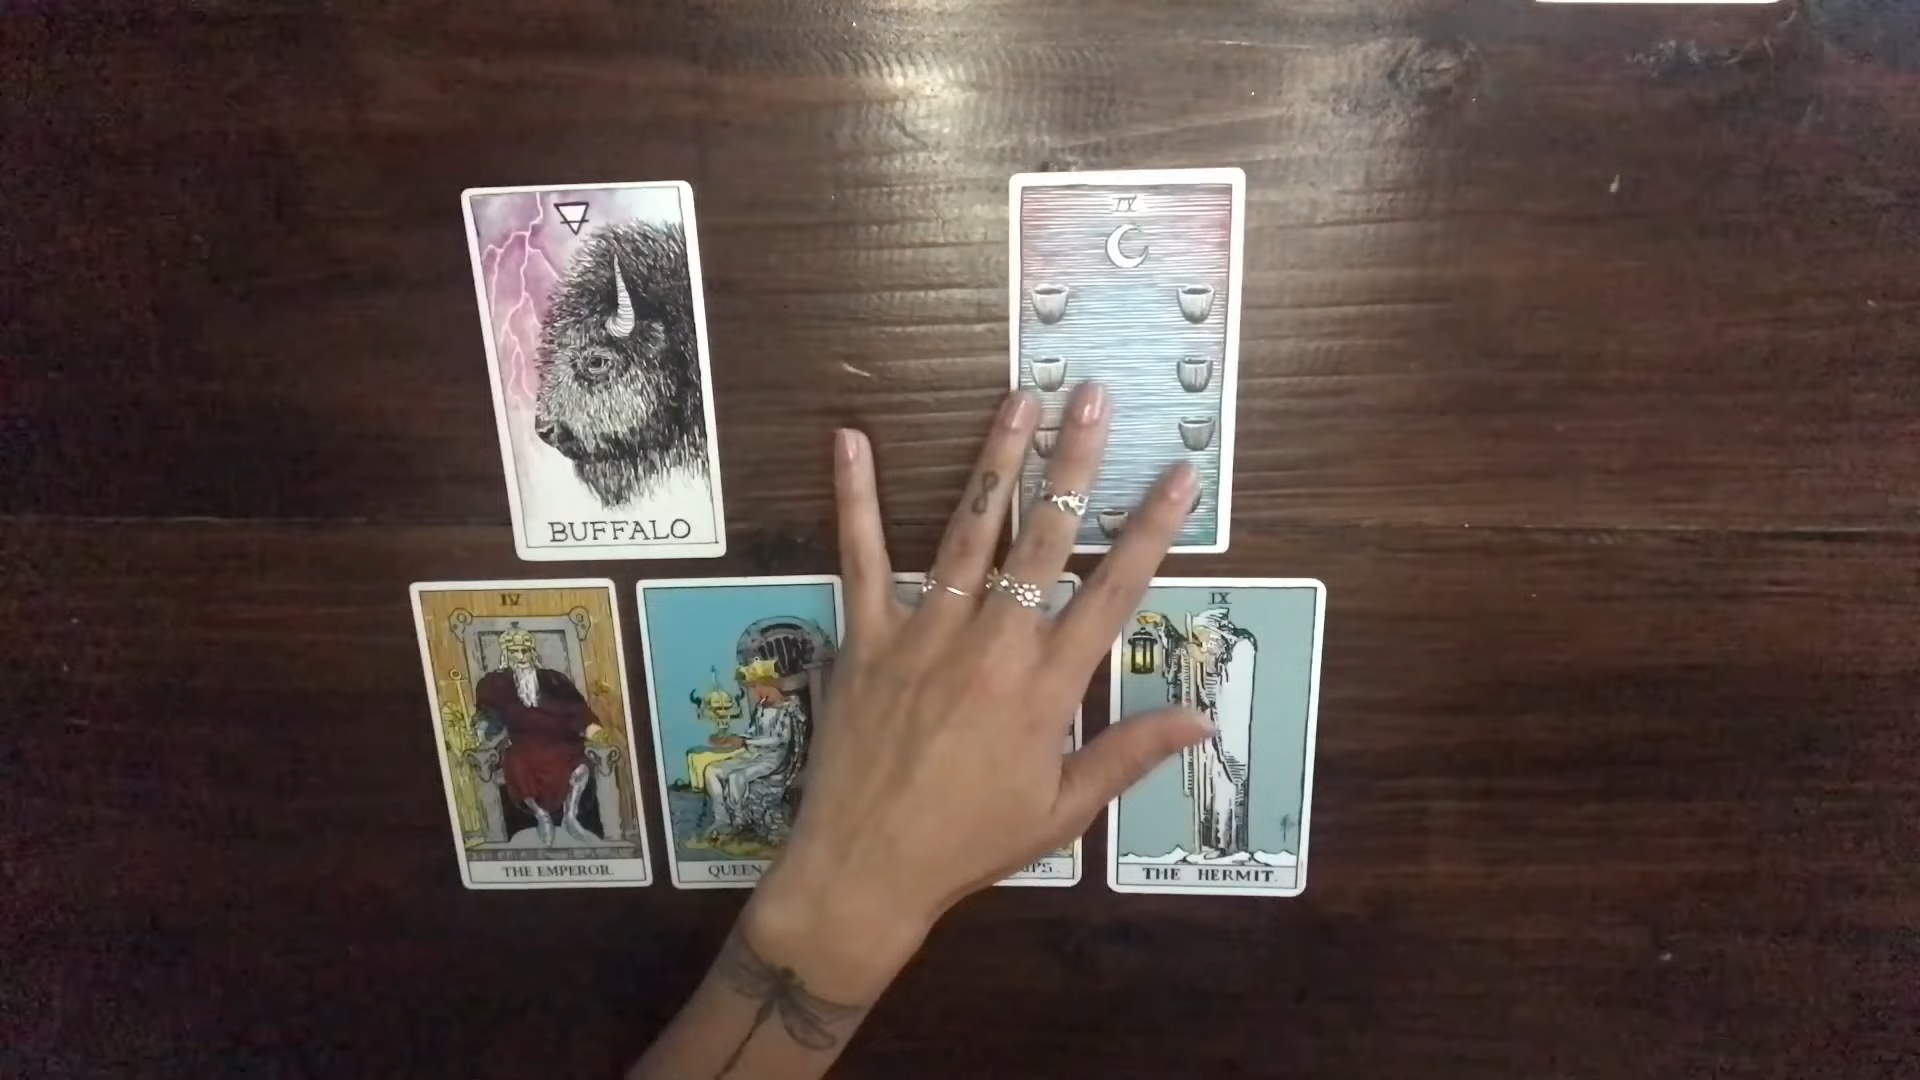 BUFFALO
IX
IV
IX
THE EMPEROR.
QUEEN
THE HERMIT.